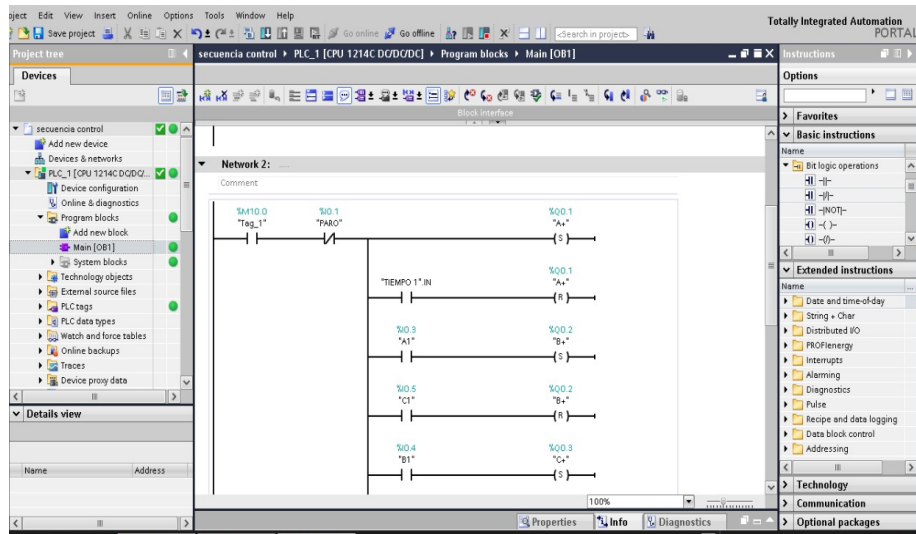 oject Edit View Insert Online Options Tools Window Help
Totally Integrated Automation
PORTAL
Save project
Go online
Go offline
<Search in project>
Project tree
secuencia control ▸ PLC_1 [CPU 1214C DC/DC/DC] ▸ Program blocks ▸ Main [OB1]
Instructions
Devices
Options
Block interface
secuencia control
Add new device
Devices & networks
PLC_1 [CPU 1214C DC/DC/...
Device configuration
Online & diagnostics
Program blocks
Add new block
Main [OB1]
System blocks
Technology objects
External source files
PLC tags
PLC data types
Watch and force tables
Online backups
Traces
Device proxy data
Details view
Name Address
Network 2: .....
Comment
%M10.0 %I0.1 %Q0.1
"Tag_1" "PARO" "A+"
S
%Q0.1
"TIEMPO 1".IN "A+"
R
%I0.3 %Q0.2
"A1" "B+"
S
%I0.5 %Q0.2
"C1" "B+"
R
%I0.4 %Q0.3
"B1" "C+"
S
100%
Properties Info Diagnostics
Favorites
Basic instructions
Name
Bit logic operations
-| |-
-|/|-
-|NOT|-
-( )-
-(/)-
Extended instructions
Name ...
Date and time-of-day
String + Char
Distributed I/O
PROFIenergy
Interrupts
Alarming
Diagnostics
Pulse
Recipe and data logging
Data block control
Addressing
Technology
Communication
Optional packages